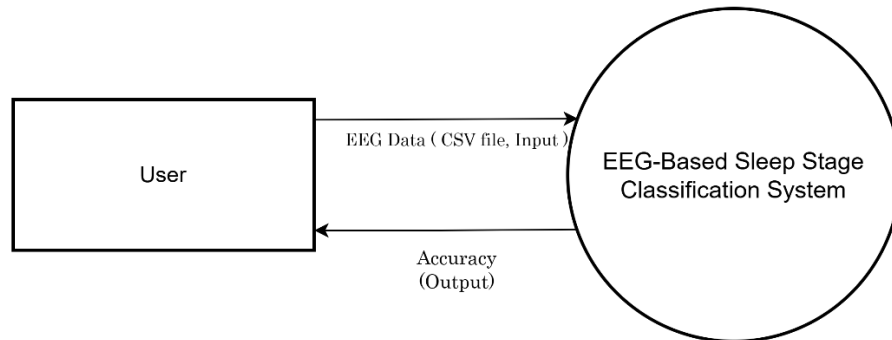 User
EEG Data ( CSV file, Input )
Accuracy
(Output)
EEG-Based Sleep Stage
Classification System